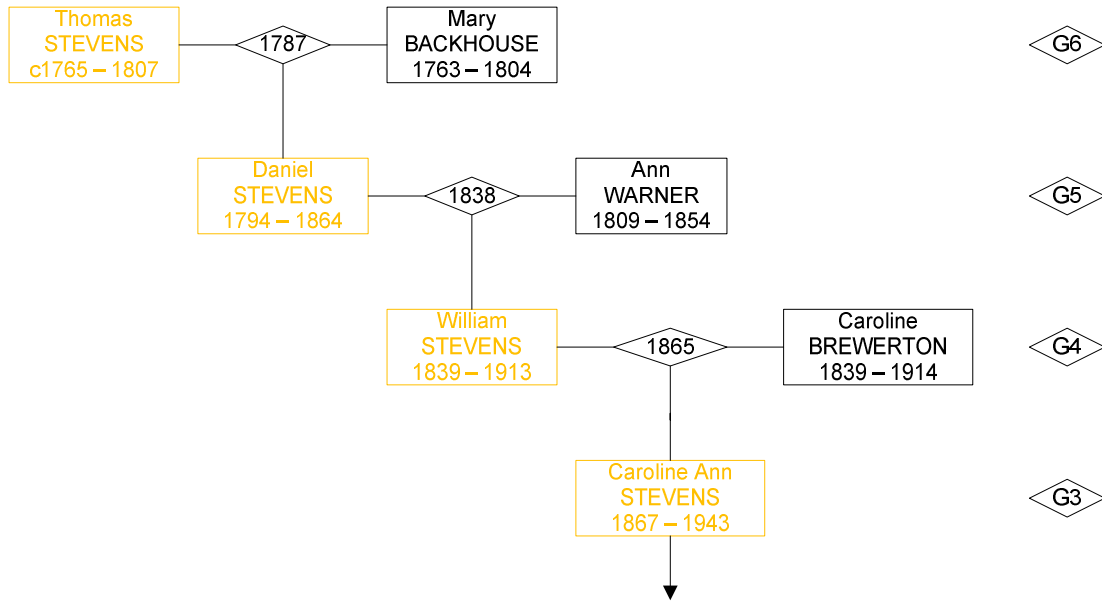 Thomas
STEVENS
c1765 – 1807
1787
Mary
BACKHOUSE
1763 – 1804
G6
Daniel
STEVENS
1794 – 1864
1838
Ann
WARNER
1809 – 1854
G5
William
STEVENS
1839 – 1913
1865
Caroline
BREWERTON
1839 – 1914
G4
Caroline Ann
STEVENS
1867 – 1943
G3